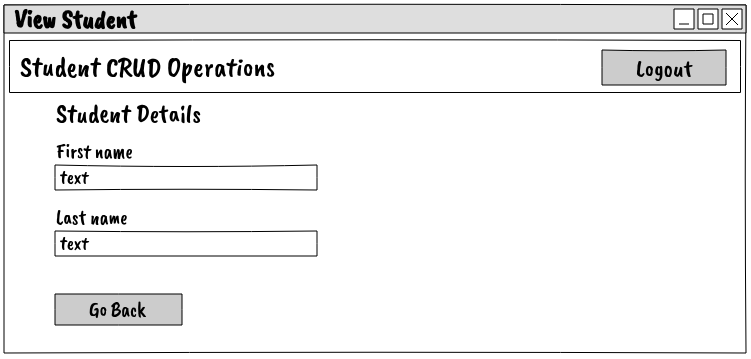 View Student
Student CRUD Operations
Logout
Student Details
First name
text
Last name
text
Go Back